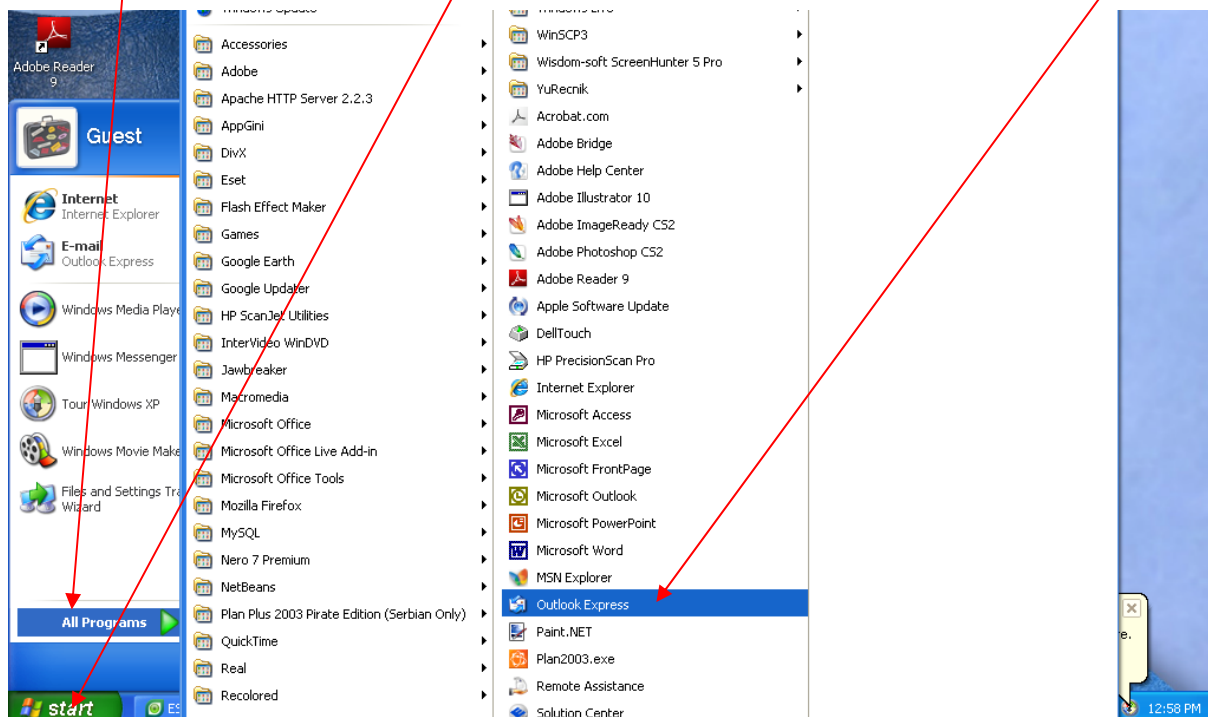 Adobe Reader
9
Guest
Internet
Internet Explorer
E-mail
Outlook Express
Windows Media Playe
Windows Messenger
Tour Windows XP
Windows Movie Make
Files and Settings Tra
Wizard
All Programs
start
ES
Windows Update
Accessories
Adobe
Apache HTTP Server 2.2.3
AppGini
DivX
Eset
Flash Effect Maker
Games
Google Earth
Google Updater
HP ScanJet Utilities
InterVideo WinDVD
Jawbreaker
Macromedia
Microsoft Office
Microsoft Office Live Add-in
Microsoft Office Tools
Mozilla Firefox
MySQL
Nero 7 Premium
NetBeans
Plan Plus 2003 Pirate Edition (Serbian Only)
QuickTime
Real
Recolored
WinSCP3
Wisdom-soft ScreenHunter 5 Pro
YuRecnik
Acrobat.com
Adobe Bridge
Adobe Help Center
Adobe Illustrator 10
Adobe ImageReady CS2
Adobe Photoshop CS2
Adobe Reader 9
Apple Software Update
DellTouch
HP PrecisionScan Pro
Internet Explorer
Microsoft Access
Microsoft Excel
Microsoft FrontPage
Microsoft Outlook
Microsoft PowerPoint
Microsoft Word
MSN Explorer
Outlook Express
Paint.NET
Plan2003.exe
Remote Assistance
Solution Center
e.
12:58 PM